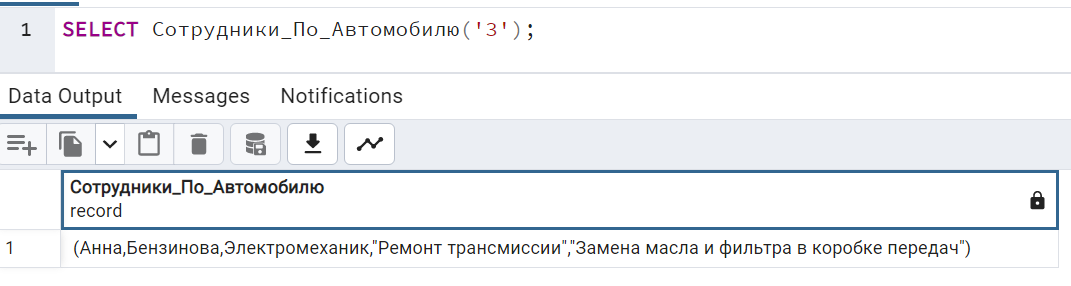 1 SELECT Сотрудники_По_Автомобилю('3');
Data Output Messages Notifications
Сотрудники_По_Автомобилю
record
1 (Анна,Бензинова,Электромеханик,"Ремонт трансмиссии","Замена масла и фильтра в коробке передач")